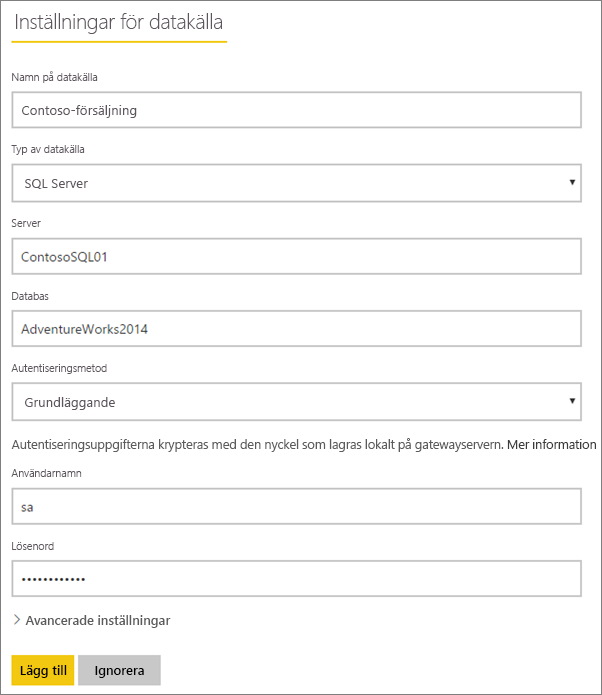 Inställningar för datakälla
Namn på datakälla
Contoso-försäljning
Typ av datakälla
SQL Server
Server
ContosoSQL01
Databas
AdventureWorks2014
Autentiseringsmetod
Grundläggande
Autentiseringsuppgifterna krypteras med den nyckel som lagras lokalt på gatewayservern. Mer information
Användarnamn
sa
Lösenord
••••••••••••
Avancerade inställningar
Lägg till
Ignorera